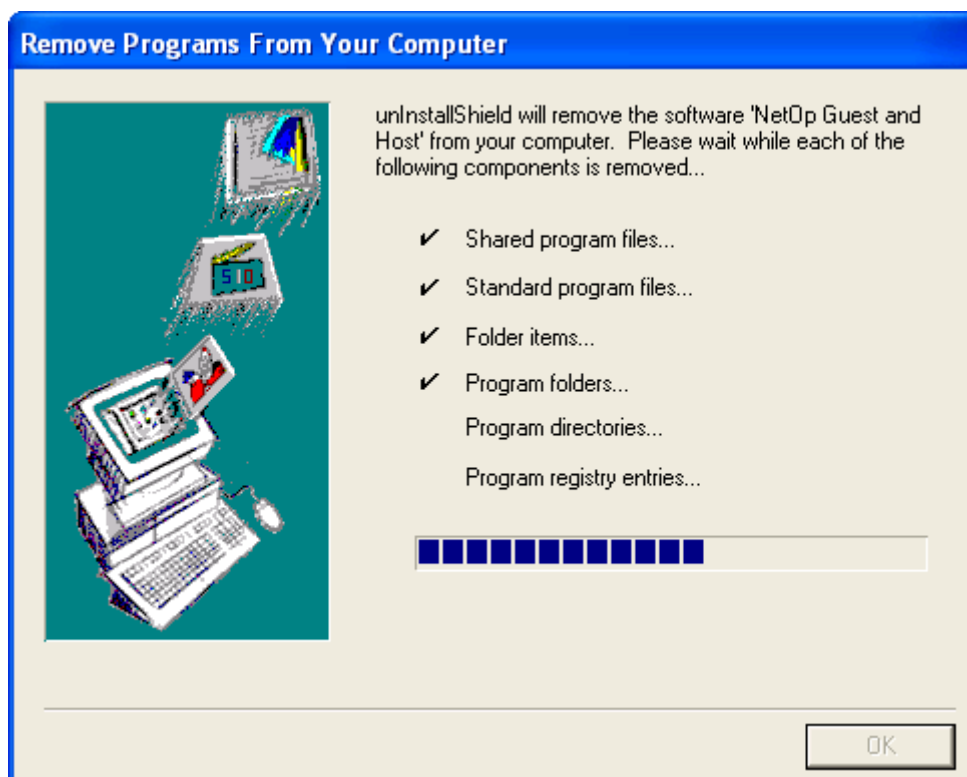 Remove Programs From Your Computer
unInstallShield will remove the software 'NetOp Guest and
Host' from your computer.  Please wait while each of the
following components is removed...
Shared program files...
Standard program files...
Folder items...
Program folders...
Program directories...
Program registry entries...
OK